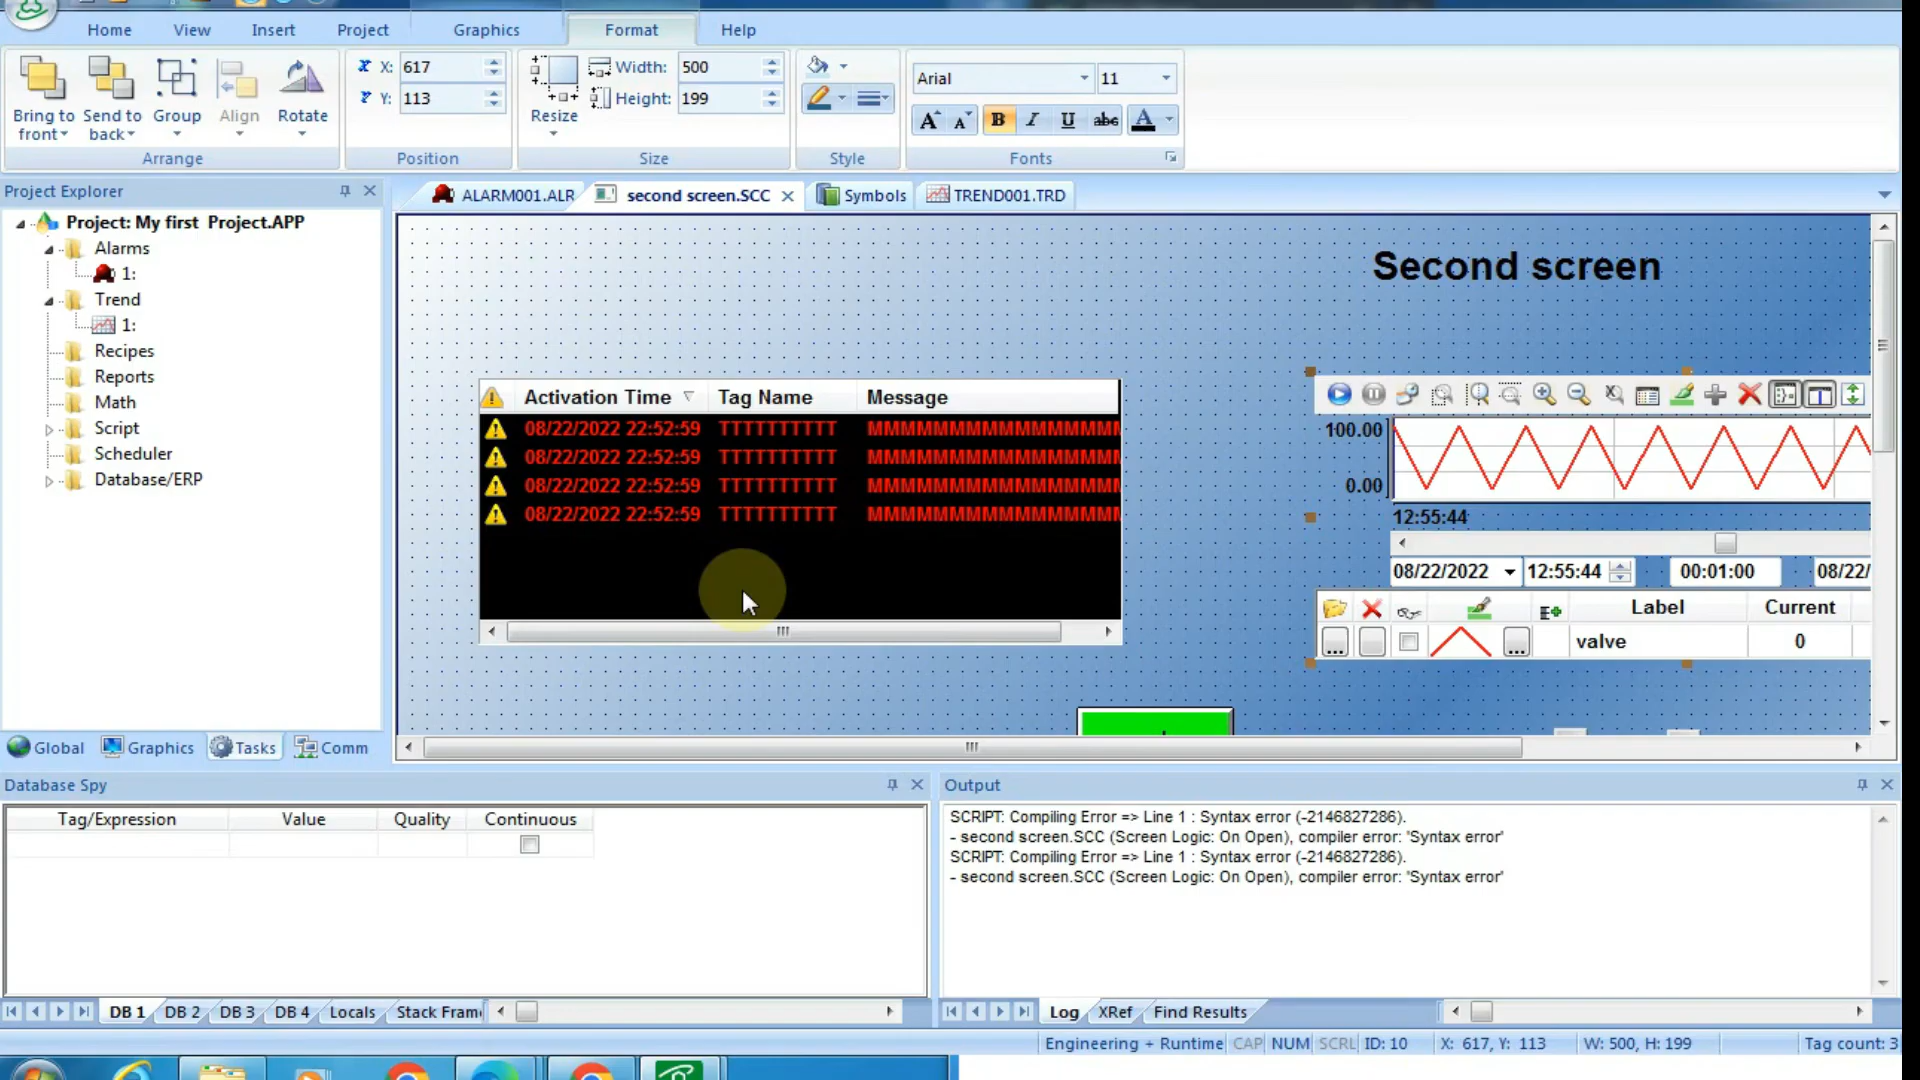 Home View Insert Project Graphics Format Help
X: 617 Width: 500 Arial 11
Y: 113 Height: 199
Bring to front Send to back Group Align Rotate Resize A A B I U abc A
Arrange Position Size Style Fonts
Project Explorer
ALARM001.ALR second screen.SCC Symbols TREND001.TRD
Project: My first Project.APP
Alarms
1:
Trend
1:
Recipes
Reports
Math
Script
Scheduler
Database/ERP
Global Graphics Tasks Comm
Second screen
Activation Time Tag Name Message
08/22/2022 22:52:59 TTTTTTTTTT MMMMMMMMMMMMMMMM
08/22/2022 22:52:59 TTTTTTTTTT MMMMMMMMMMMMMMMM
08/22/2022 22:52:59 TTTTTTTTTT MMMMMMMMMMMMMMMM
08/22/2022 22:52:59 TTTTTTTTTT MMMMMMMMMMMMMMMM
100.00
0.00
12:55:44
08/22/2022 12:55:44 00:01:00 08/22/
Label Current
... ... valve 0
Database Spy
Tag/Expression Value Quality Continuous
DB 1 DB 2 DB 3 DB 4 Locals Stack Fram
Output
SCRIPT: Compiling Error => Line 1 : Syntax error (-2146827286).
- second screen.SCC (Screen Logic: On Open), compiler error: 'Syntax error'
SCRIPT: Compiling Error => Line 1 : Syntax error (-2146827286).
- second screen.SCC (Screen Logic: On Open), compiler error: 'Syntax error'
Log XRef Find Results
Engineering + Runtime CAP NUM SCRL ID: 10 X: 617, Y: 113 W: 500, H: 199 Tag count: 3